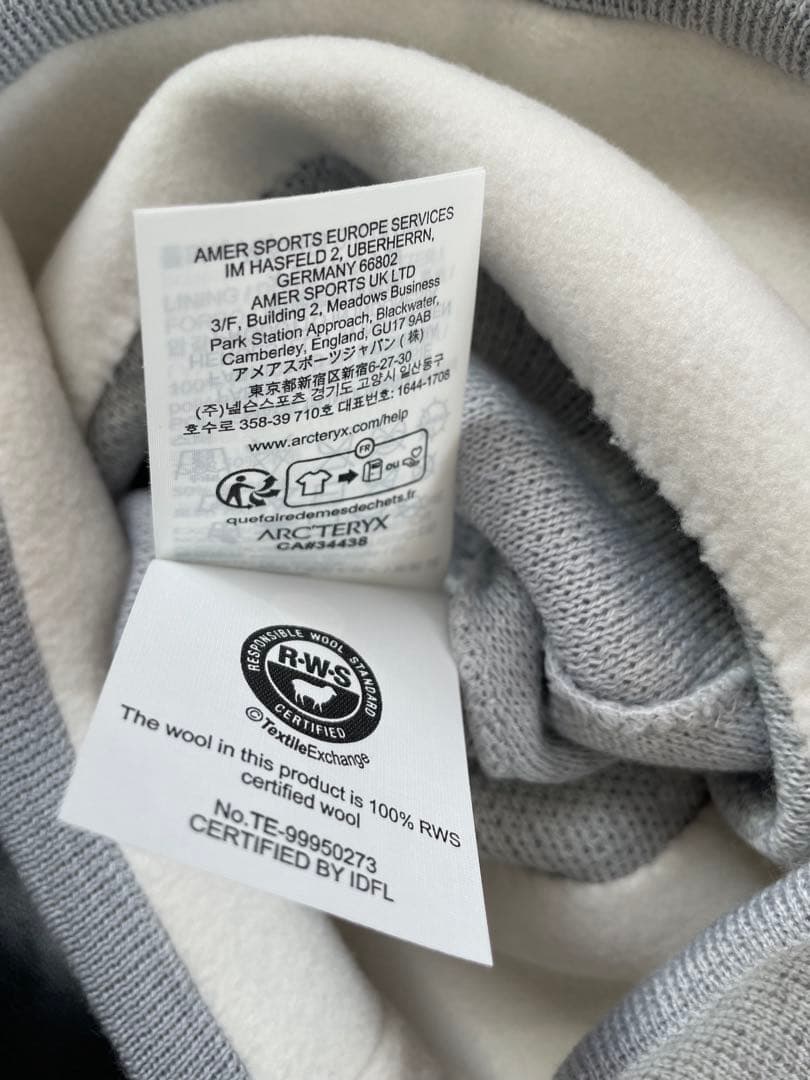 AMER SPORTS EUROPE SERVICES
IM HASFELD 2, UBERHERRN,
GERMANY 66802
AMER SPORTS UK LTD
3/F, Building 2, Meadows Business
Park Station Approach, Blackwater,
Camberley, England, GU17 9AB
アメアスポーツジャパン(株)
東京都新宿区新宿6-27-30
(주)넬슨스포츠 경기도 고양시 일산동구
호수로 358-39 710호 대표번호: 1644-1708
www.arcteryx.com/help
FR
ou
quefairedemesdechets.fr
ARC'TERYX
CA#34438
RESPONSIBLE WOOL STANDARD
R·W·S
CERTIFIED
©TextileExchange
The wool in this product is 100% RWS
certified wool
No.TE-99950273
CERTIFIED BY IDFL